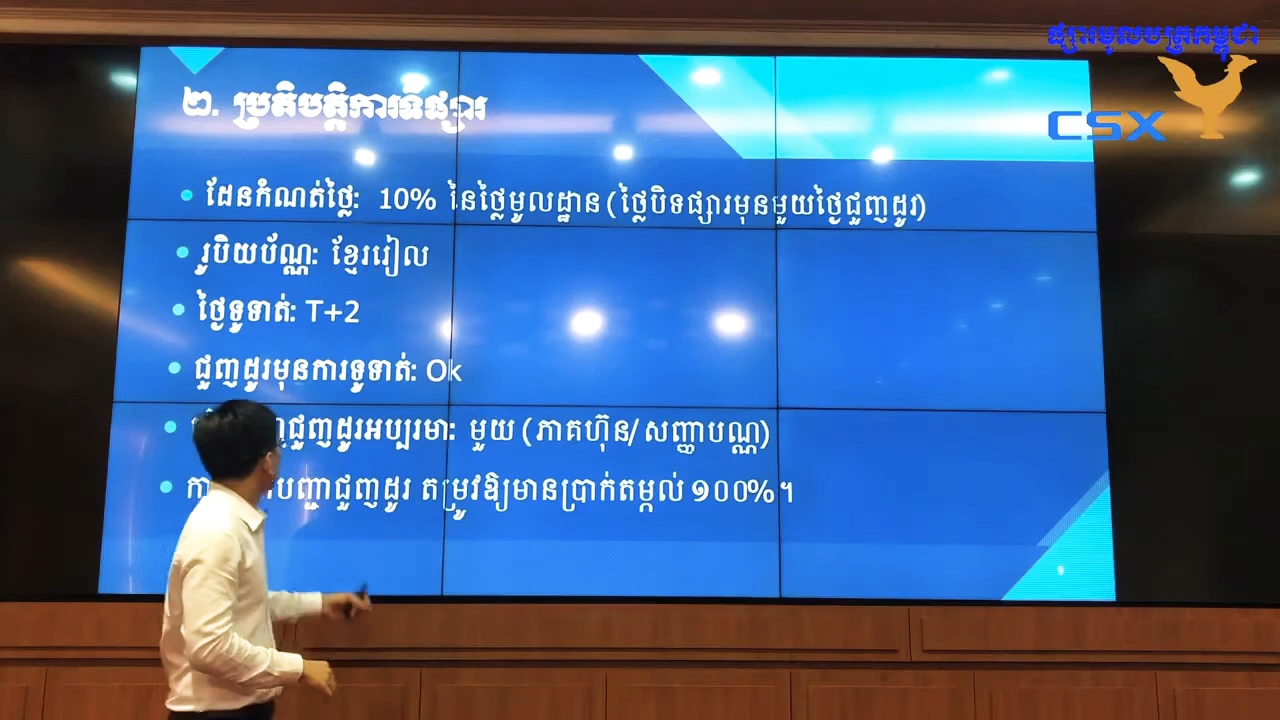 ផ្សារមូលបត្រកម្ពុជា
CSX
២. ប្រតិបត្តិការទីផ្សារ
• ដែនកំណត់ថ្លៃ: 10% នៃថ្លៃមូលដ្ឋាន (ថ្លៃបិទផ្សារមុនមួយថ្ងៃជួញដូរ)
• រូបិយប័ណ្ណ: ខ្មែររៀល
• ថ្ងៃទូទាត់: T+2
• ជួញដូរមុនការទូទាត់: Ok
• ជួញដូរអប្បរមា: មួយ (ភាគហ៊ុន/សញ្ញាបណ្ណ)
• បញ្ជាជួញដូរ តម្រូវឱ្យមានប្រាក់តម្កល់ ១០០%។